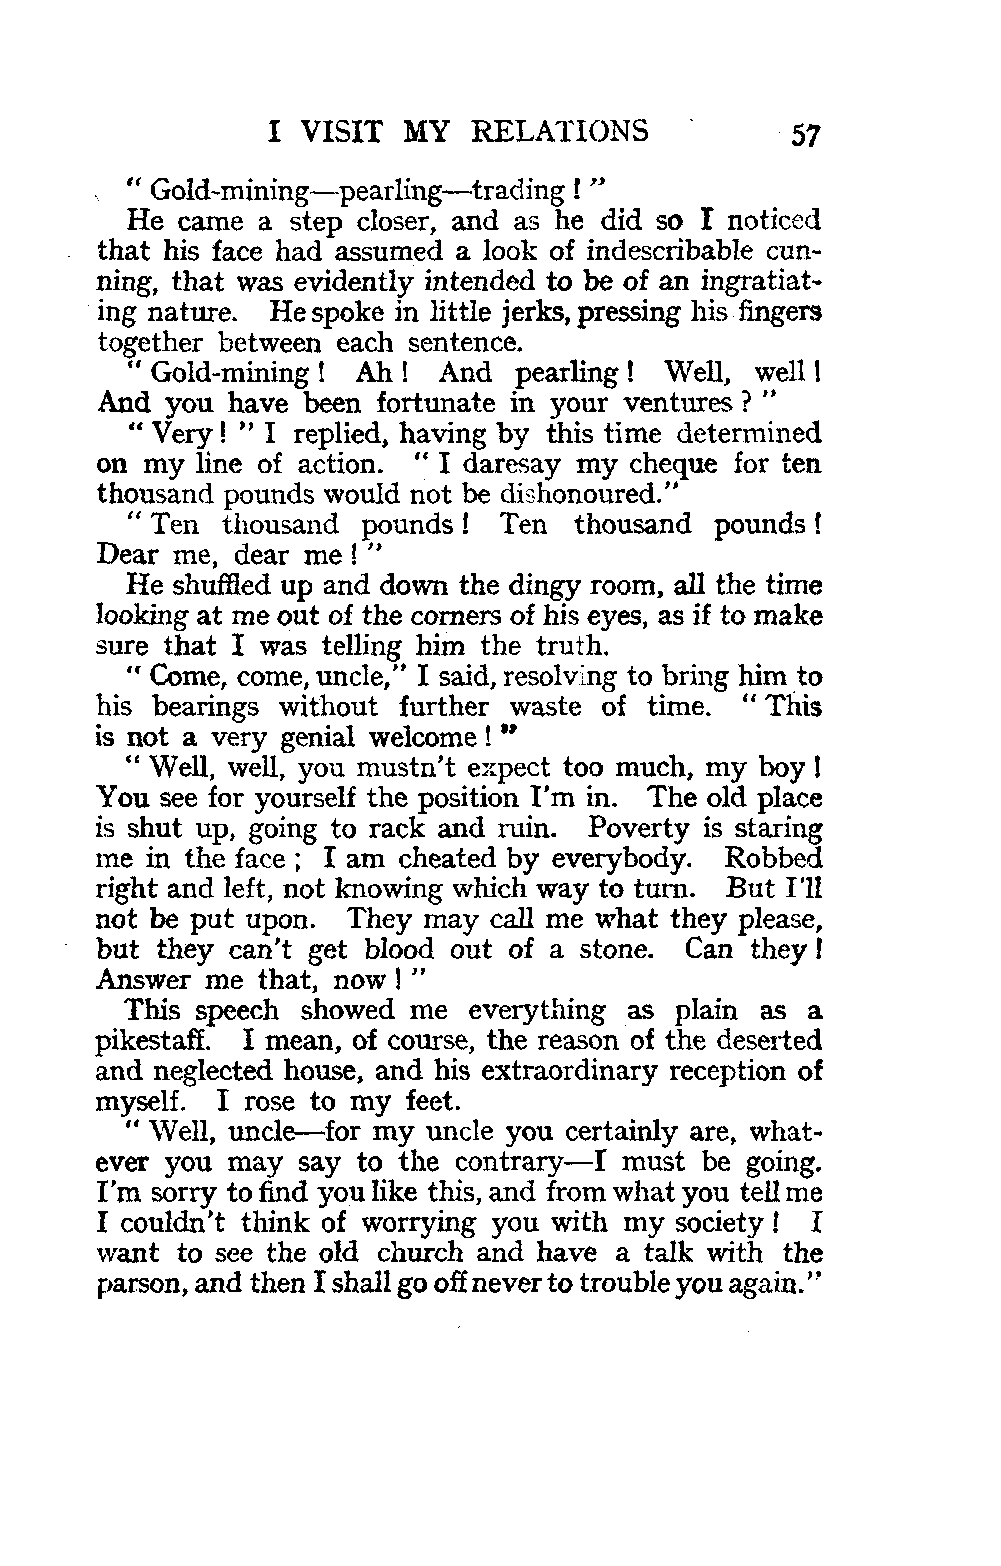 I VISIT MY RELATIONS 57
“ Gold-mining—pearling—trading ! ”
He came a step closer, and as he did so I noticed
that his face had assumed a look of indescribable cun-
ning, that was evidently intended to be of an ingratiat-
ing nature. He spoke in little jerks, pressing his fingers
together between each sentence.
“ Gold-mining ! Ah ! And pearling ! Well, well !
And you have been fortunate in your ventures ? ”
“ Very ! ” I replied, having by this time determined
on my line of action. “ I daresay my cheque for ten
thousand pounds would not be dishonoured.”
“ Ten thousand pounds ! Ten thousand pounds !
Dear me, dear me ! ”
He shuffled up and down the dingy room, all the time
looking at me out of the corners of his eyes, as if to make
sure that I was telling him the truth.
“ Come, come, uncle,” I said, resolving to bring him to
his bearings without further waste of time. “ This
is not a very genial welcome ! ”
“ Well, well, you mustn't expect too much, my boy !
You see for yourself the position I'm in. The old place
is shut up, going to rack and ruin. Poverty is staring
me in the face ; I am cheated by everybody. Robbed
right and left, not knowing which way to turn. But I'll
not be put upon. They may call me what they please,
but they can't get blood out of a stone. Can they !
Answer me that, now ! ”
This speech showed me everything as plain as a
pikestaff. I mean, of course, the reason of the deserted
and neglected house, and his extraordinary reception of
myself. I rose to my feet.
“ Well, uncle—for my uncle you certainly are, what-
ever you may say to the contrary—I must be going.
I'm sorry to find you like this, and from what you tell me
I couldn't think of worrying you with my society ! I
want to see the old church and have a talk with the
parson, and then I shall go off never to trouble you again.”